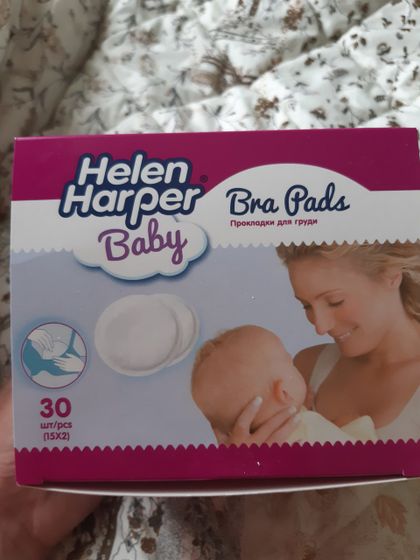 Helen
Harper®
Baby
Bra Pads
Прокладки для груди
30
шт/pcs
(15X2)